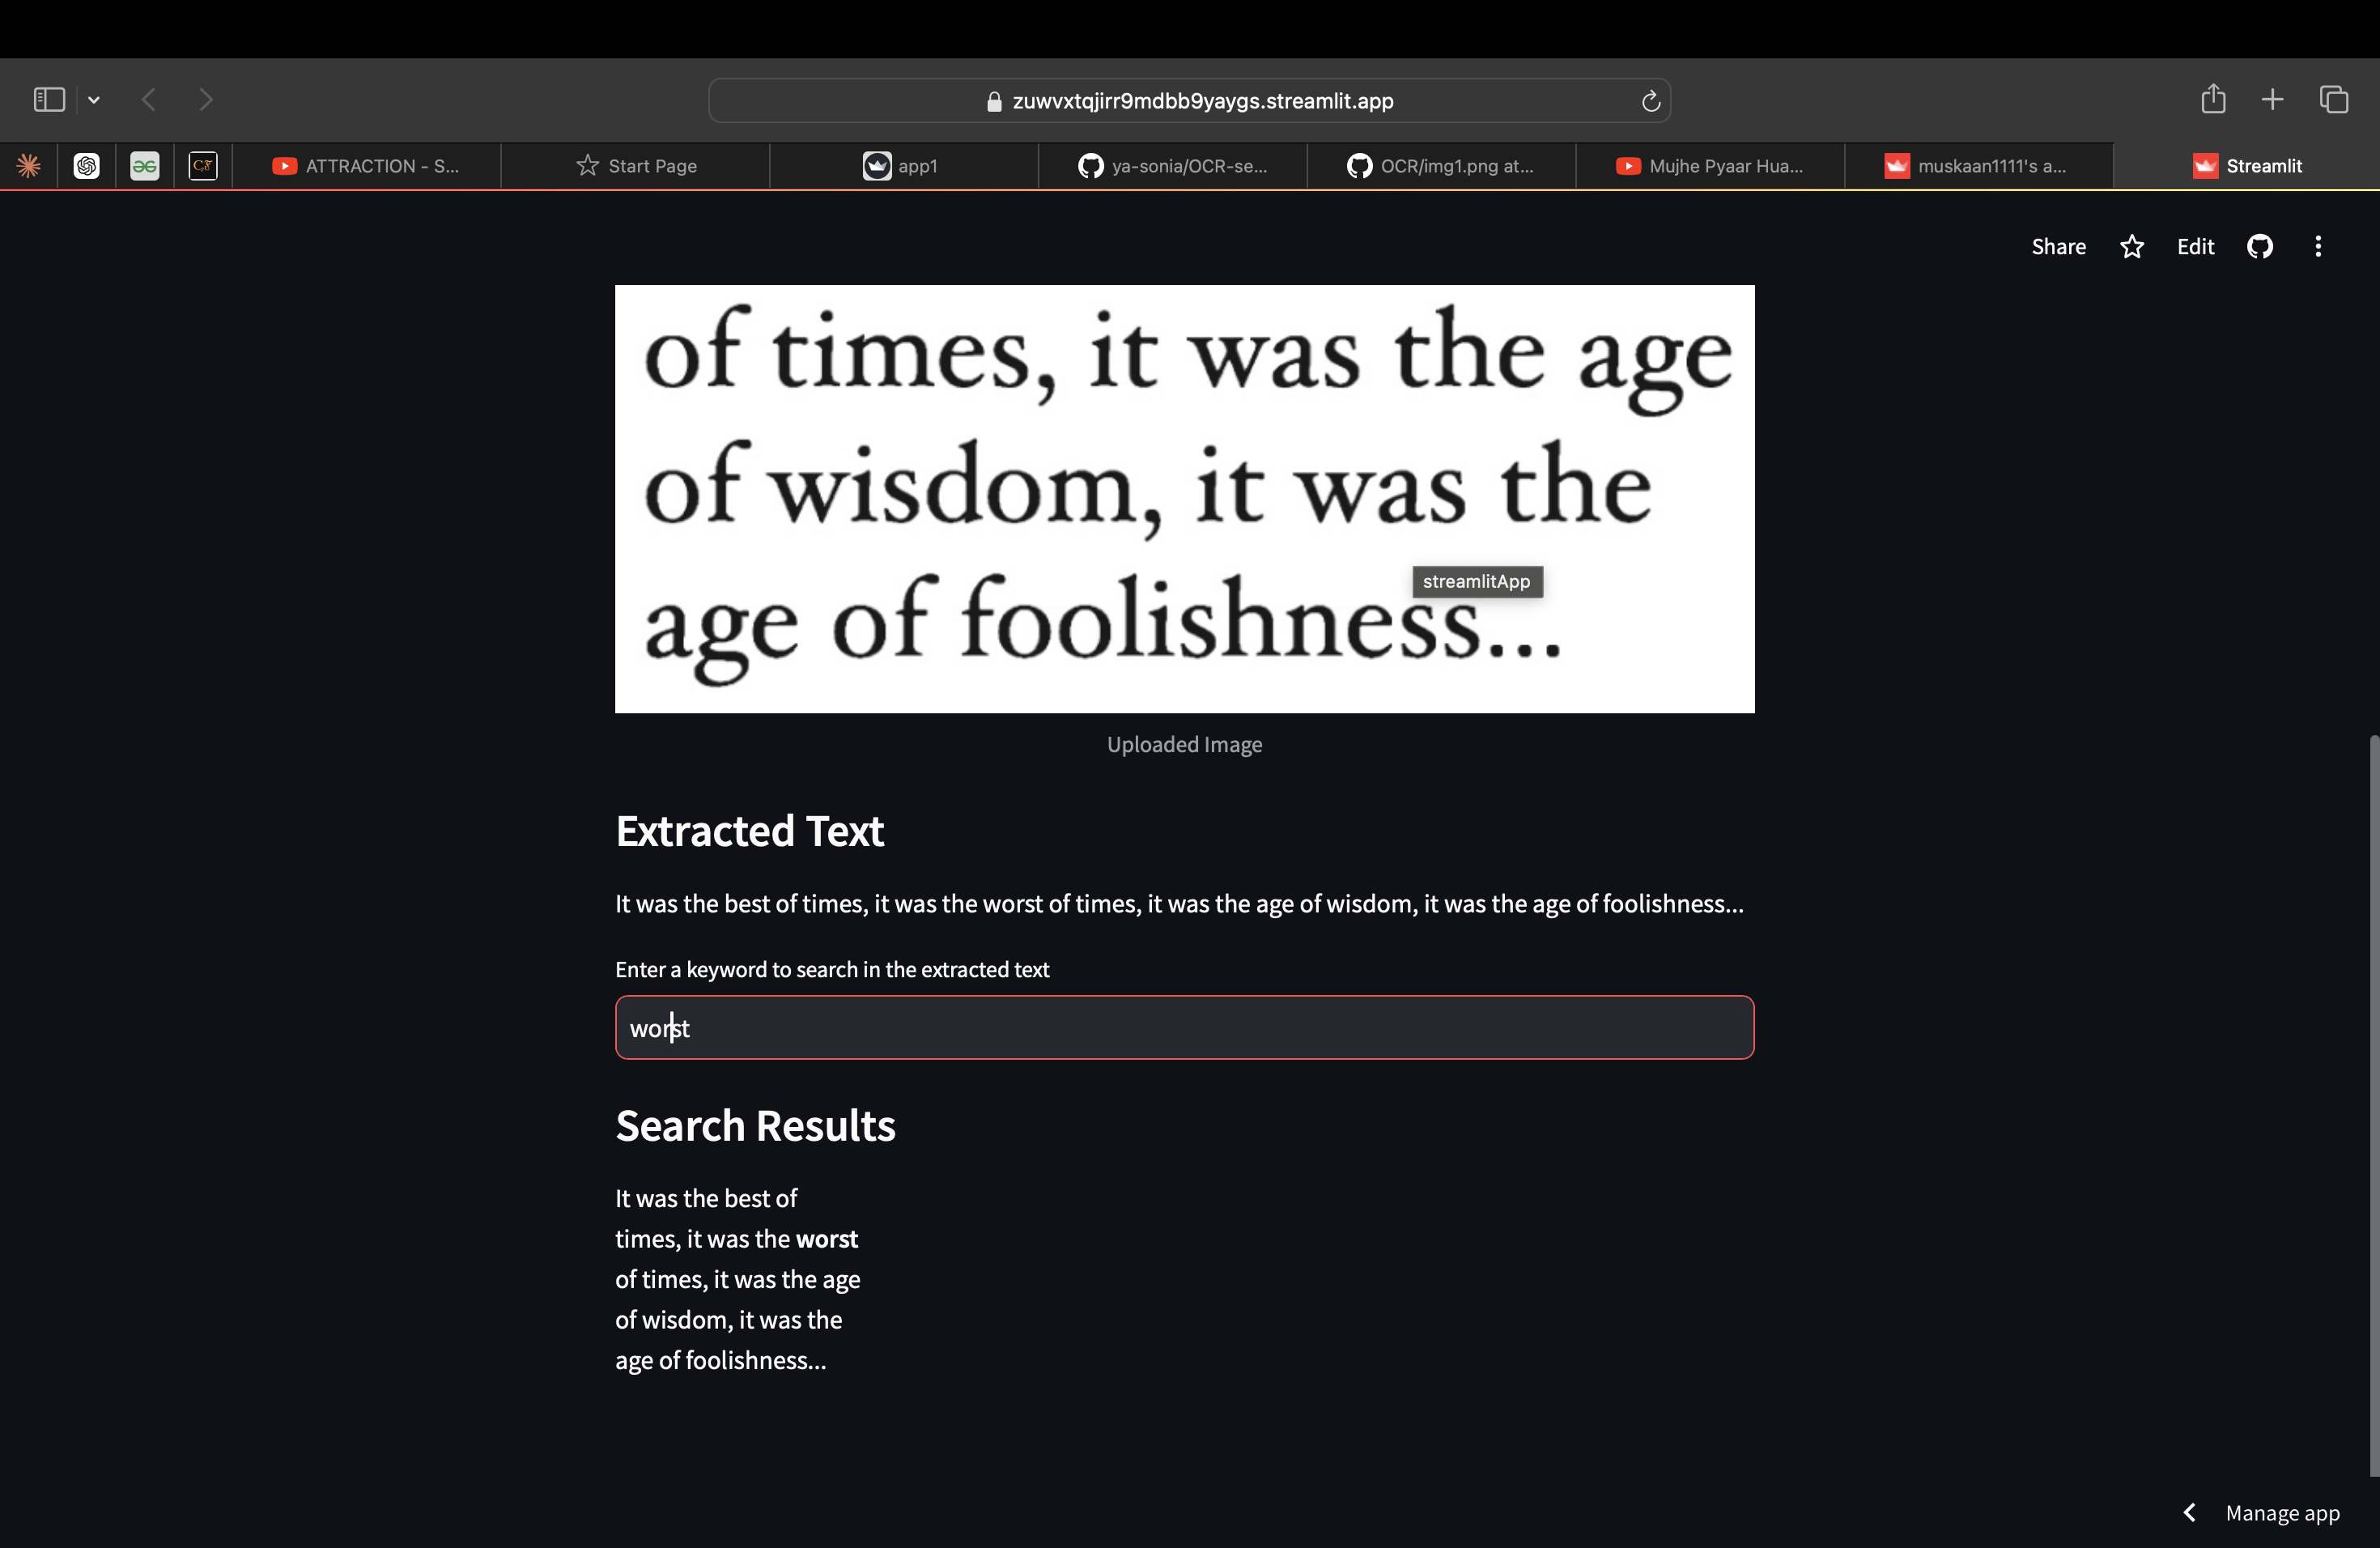 zuwvxtqjirr9mdbb9yaygs.streamlit.app
CF ATTRACTION - S... Start Page app1 ya-sonia/OCR-se... OCR/img1.png at... Mujhe Pyaar Hua... muskaan1111's a... Streamlit
Share Edit
of times, it was the age
of wisdom, it was the
streamlitApp
age of foolishness...
Uploaded Image
Extracted Text
It was the best of times, it was the worst of times, it was the age of wisdom, it was the age of foolishness...
Enter a keyword to search in the extracted text
worst
Search Results
It was the best of
times, it was the worst
of times, it was the age
of wisdom, it was the
age of foolishness...
Manage app